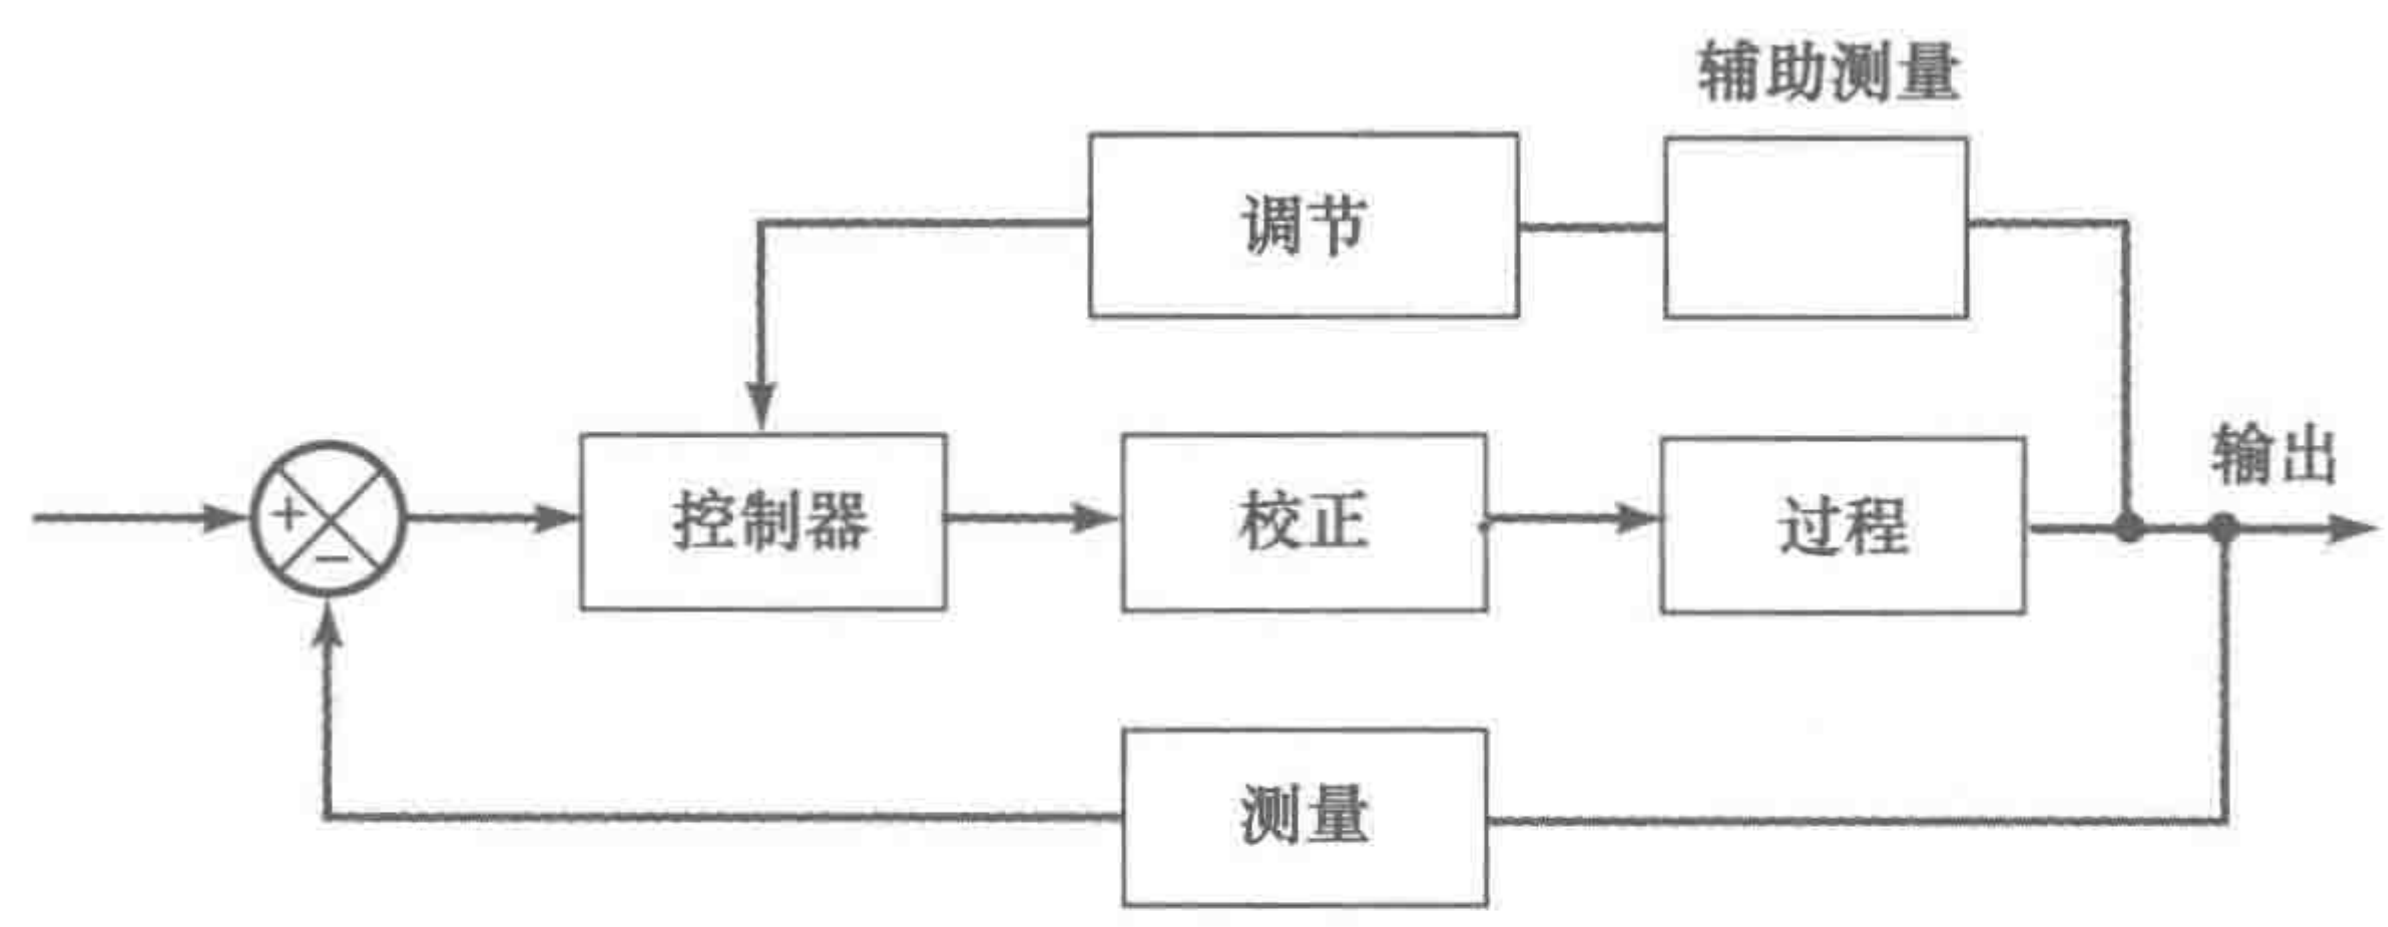 辅助测量
调节
输出
+
控制器
校正
过程
−
测量